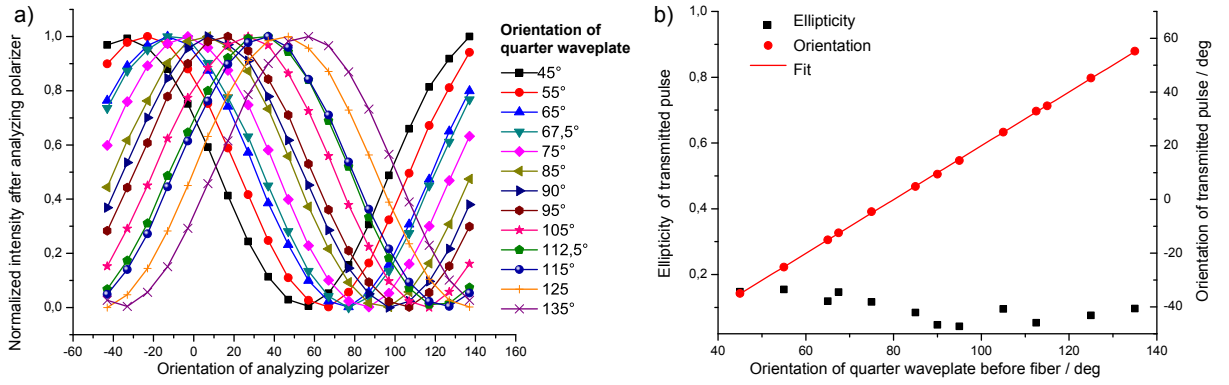 a)
Normalized intensity after analyzing polarizer
1,0
0,8
0,6
0,4
0,2
0,0
-60 -40 -20 0 20 40 60 80 100 120 140 160
Orientation of analyzing polarizer
Orientation of
quarter waveplate
45°
55°
65°
67,5°
75°
85°
90°
95°
105°
112,5°
115°
125
135°
b)
Ellipticity of transmitted pulse
1,0
0,8
0,6
0,4
0,2
Ellipticity
Orientation
Fit
40 60 80 100 120 140
Orientation of quarter waveplate before fiber / deg
60
40
20
0
-20
-40
Orientation of transmitted pulse / deg